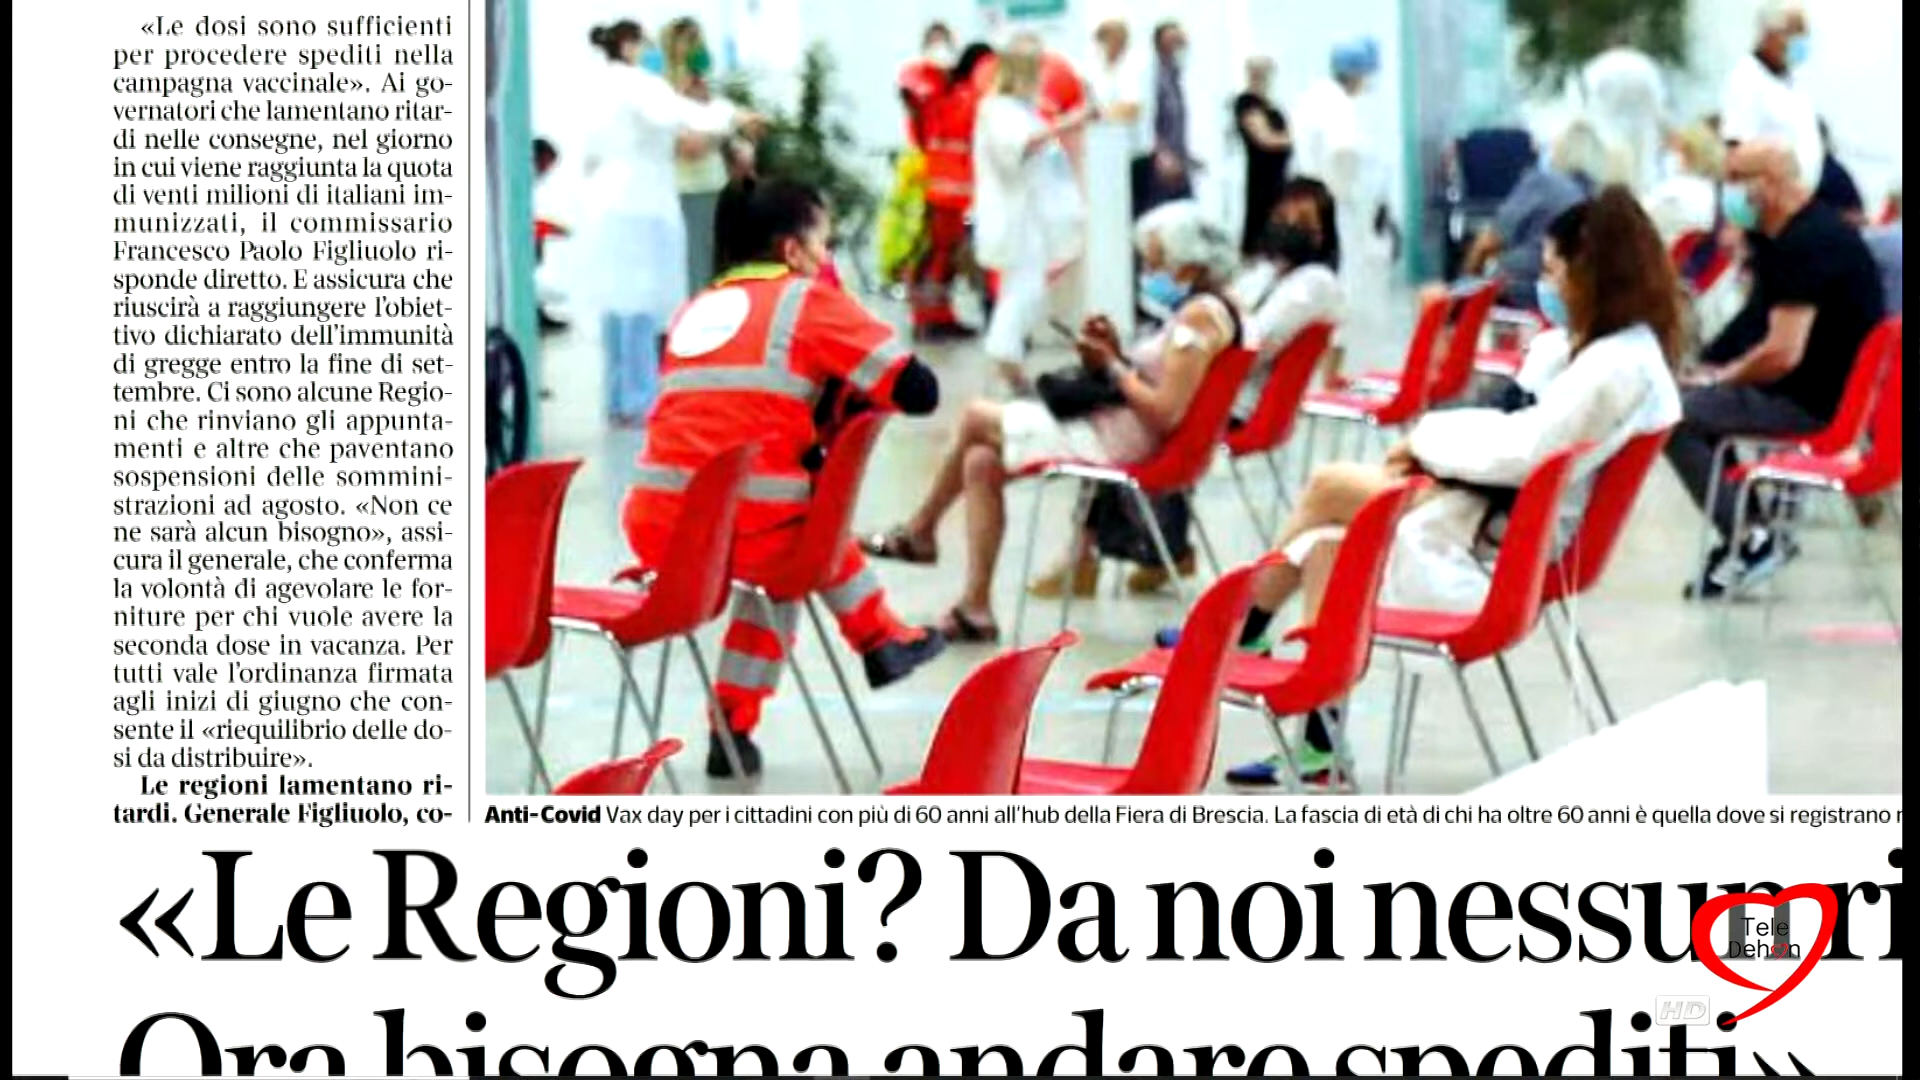 «Le dosi sono sufficienti
per procedere spediti nella
campagna vaccinale». Ai go-
vernatori che lamentano ritar-
di nelle consegne, nel giorno
in cui viene raggiunta la quota
di venti milioni di italiani im-
munizzati, il commissario
Francesco Paolo Figliuolo ri-
sponde diretto. E assicura che
riuscirà a raggiungere l'obiet-
tivo dichiarato dell'immunità
di gregge entro la fine di set-
tembre. Ci sono alcune Regio-
ni che rinviano gli appunta-
menti e altre che paventano
sospensioni delle sommini-
strazioni ad agosto. «Non ce
ne sarà alcun bisogno», assi-
cura il generale, che conferma
la volontà di agevolare le for-
niture per chi vuole avere la
seconda dose in vacanza. Per
tutti vale l'ordinanza firmata
agli inizi di giugno che con-
sente il «riequilibrio delle do-
si da distribuire».
Le regioni lamentano ri-
tardi. Generale Figliuolo, co-
Anti-Covid Vax day per i cittadini con più di 60 anni all'hub della Fiera di Brescia. La fascia di età di chi ha oltre 60 anni è quella dove si registrano
«Le Regioni? Da noi nessun ri
Ora bisogna andare spediti»
Tele
Dehon
HD